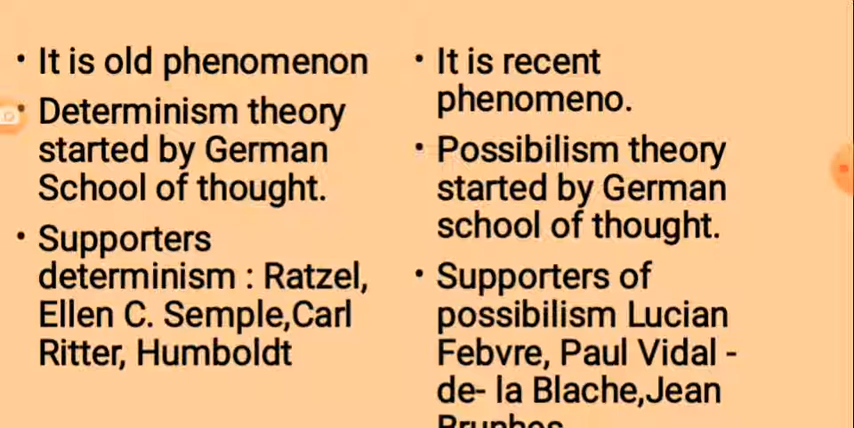 • It is old phenomenon
• Determinism theory
started by German
School of thought.
• Supporters
determinism : Ratzel,
Ellen C. Semple,Carl
Ritter, Humboldt
• It is recent
phenomeno.
• Possibilism theory
started by German
school of thought.
• Supporters of
possibilism Lucian
Febvre, Paul Vidal -
de- la Blache,Jean
Brunhes